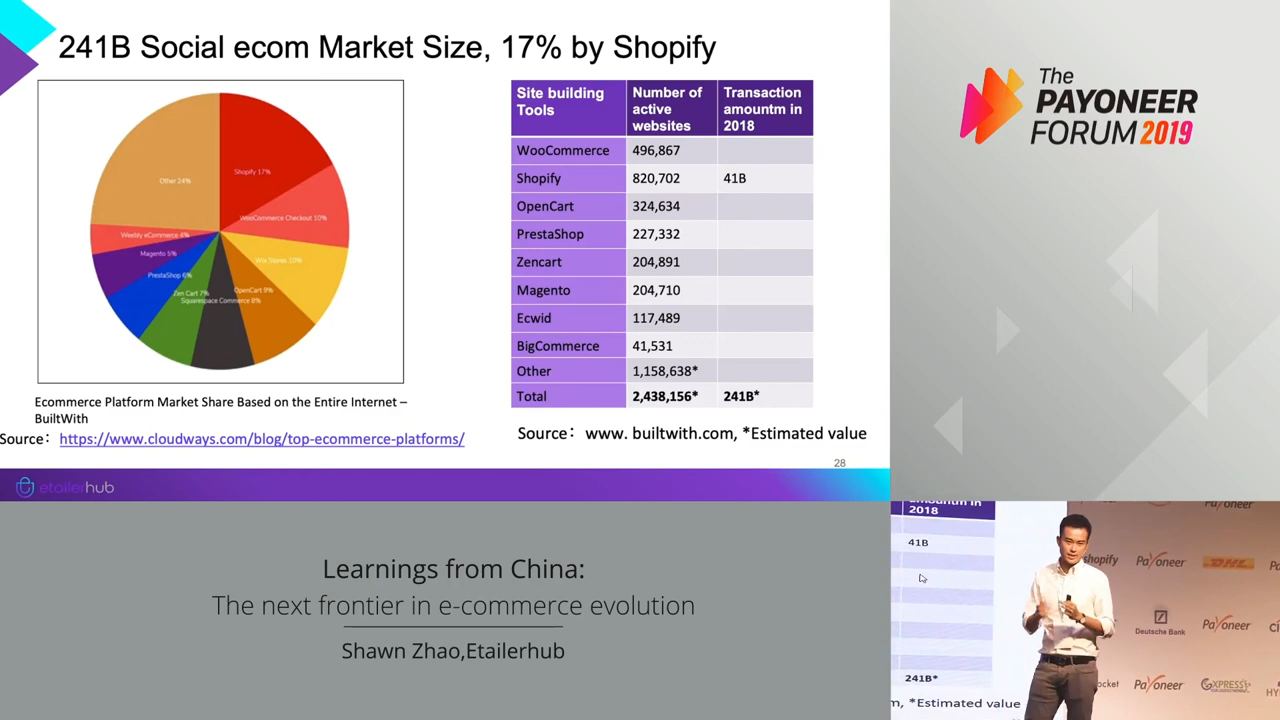 241B Social ecom Market Size, 17% by Shopify
Shopify 17%
Other 24%
WooCommerce Checkout 10%
Weebly eCommerce 4%
Magento 5%
Wix Stores 10%
PrestaShop 6%
OpenCart 9%
Zen Cart 7%
Squarespace Commerce 8%
Ecommerce Platform Market Share Based on the Entire Internet –
BuiltWith
Source： https://www.cloudways.com/blog/top-ecommerce-platforms/
Site building Number of Transaction
Tools active amountm in
websites 2018
WooCommerce 496,867
Shopify 820,702 41B
OpenCart 324,634
PrestaShop 227,332
Zencart 204,891
Magento 204,710
Ecwid 117,489
BigCommerce 41,531
Other 1,158,638*
Total 2,438,156* 241B*
Source： www. builtwith.com, *Estimated value
28
etailerhub
The
PAYONEER
FORUM 2019
Learnings from China:
The next frontier in e-commerce evolution
Shawn Zhao,Etailerhub
amountm in
2018
41B
241B*
m, *Estimated value
Payoneer
shopify Payoneer DHL
Deutsche Bank Payoneer
ocket Payoneer GXPRESS